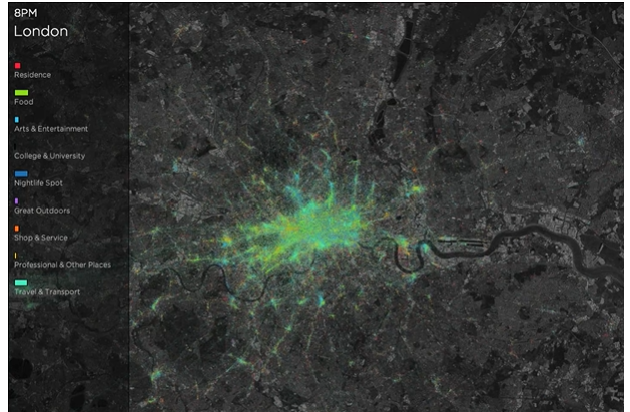 8PM
London
Residence
Food
Arts & Entertainment
College & University
Nightlife Spot
Great Outdoors
Shop & Service
Professional & Other Places
Travel & Transport